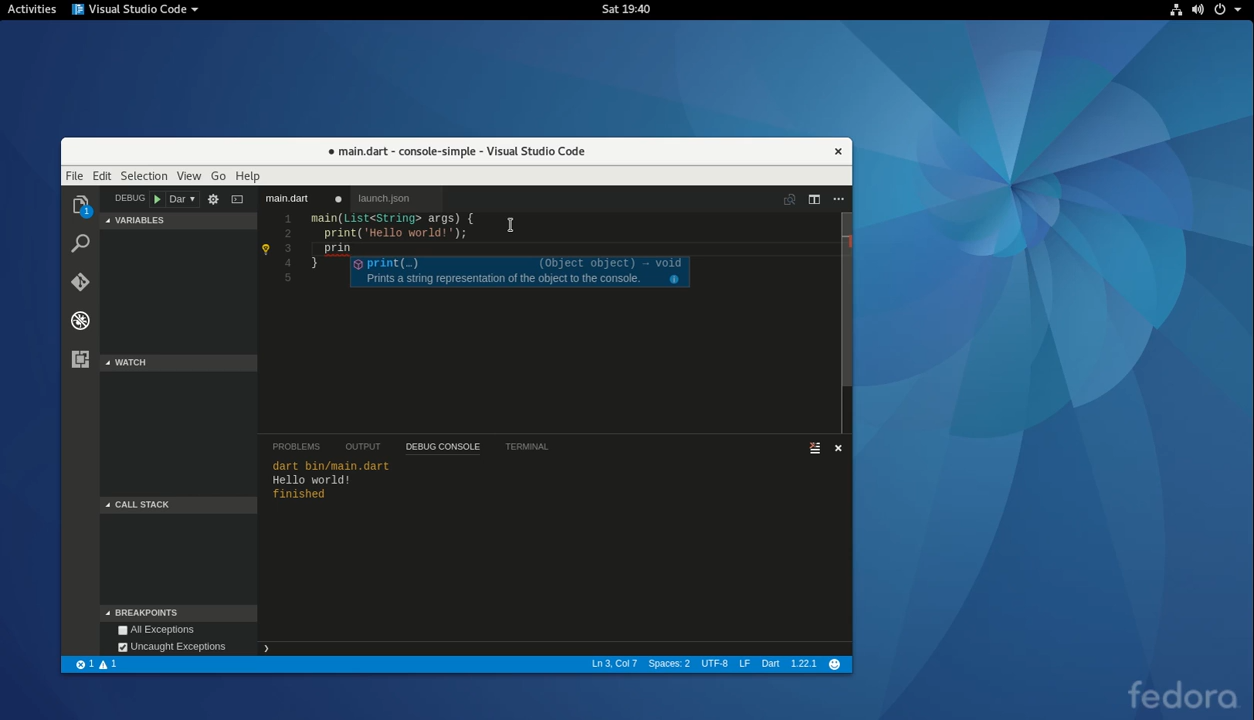 Activities Visual Studio Code Sat 19:40
● main.dart - console-simple - Visual Studio Code ×
File Edit Selection View Go Help
DEBUG Dar main.dart ● launch.json
1
VARIABLES
WATCH
CALL STACK
BREAKPOINTS
All Exceptions
Uncaught Exceptions
1 main(List<String> args) {
2 print('Hello world!');
3 prin
4 }
5
print(…) (Object object) → void
Prints a string representation of the object to the console.
PROBLEMS OUTPUT DEBUG CONSOLE TERMINAL
dart bin/main.dart
Hello world!
finished
❯
1 1 Ln 3, Col 7 Spaces: 2 UTF-8 LF Dart 1.22.1
fedora